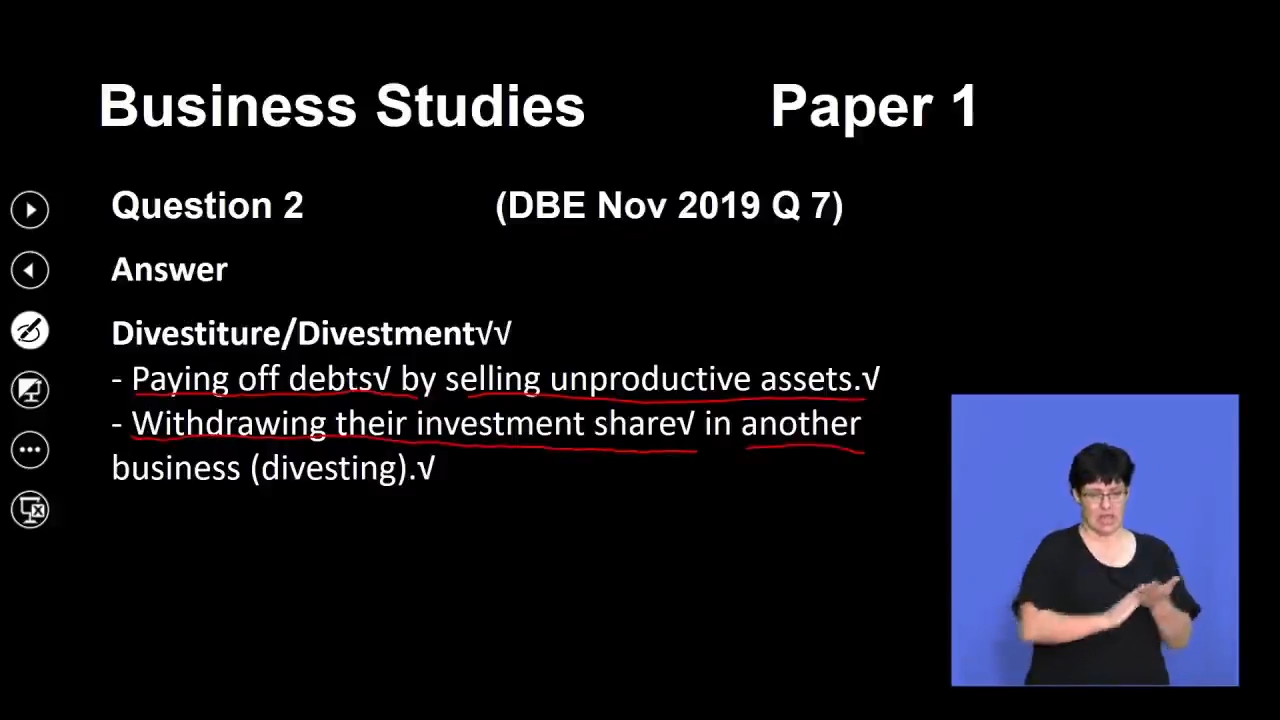 Business Studies Paper 1
Question 2 (DBE Nov 2019 Q 7)
Answer
Divestiture/Divestment√√
- Paying off debts√ by selling unproductive assets.√
- Withdrawing their investment share√ in another
business (divesting).√